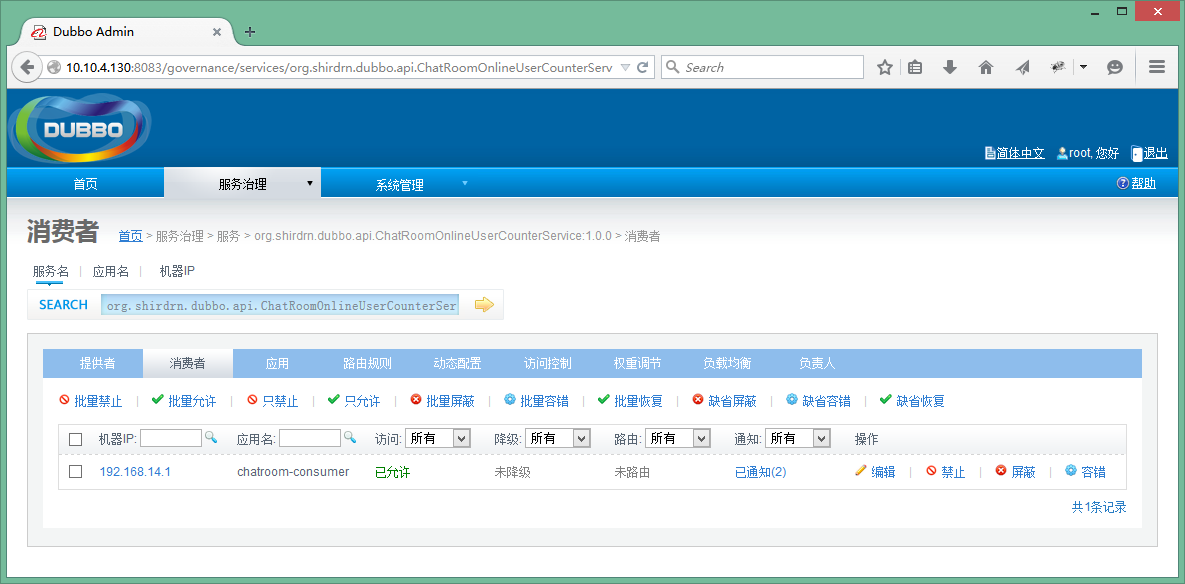 Dubbo Admin
10.10.4.130:8083/governance/services/org.shirdrn.dubbo.api.ChatRoomOnlineUserCounterServ
Search
DUBBO
简体中文 root, 您好 退出
首页 服务治理 系统管理 帮助
消费者 首页 > 服务治理 > 服务 > org.shirdrn.dubbo.api.ChatRoomOnlineUserCounterService:1.0.0 > 消费者
服务名 | 应用名 | 机器IP
SEARCH org.shirdrn.dubbo.api.ChatRoomOnlineUserCounterSer
提供者 消费者 应用 路由规则 动态配置 访问控制 权重调节 负载均衡 负责人
批量禁止 | 批量允许 | 只禁止 | 只允许 | 批量屏蔽 | 批量容错 | 批量恢复 | 缺省屏蔽 | 缺省容错 | 缺省恢复
机器IP: 应用名: 访问: 所有 降级: 所有 路由: 所有 通知: 所有 操作
192.168.14.1 chatroom-consumer 已允许 未降级 未路由 已通知(2) 编辑 | 禁止 | 屏蔽 | 容错
共1条记录